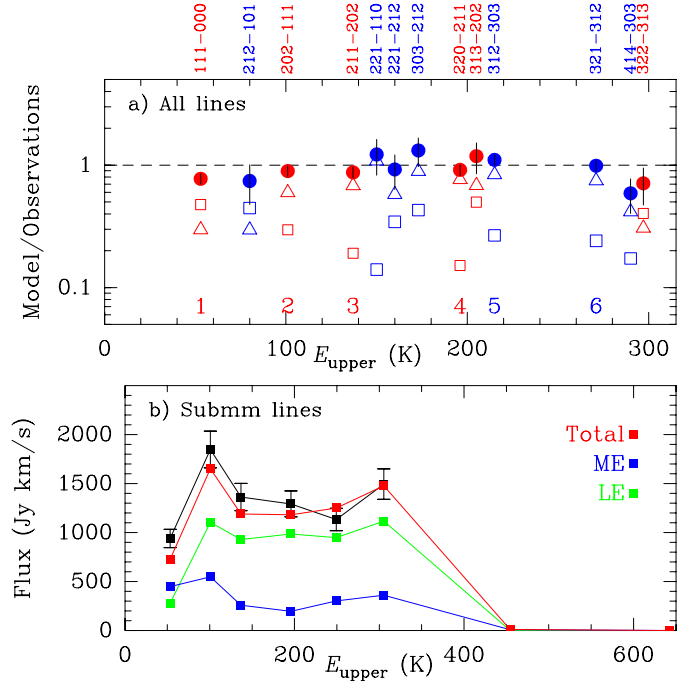 111−000
212−101
202−111
211−202
221−110
221−212
303−212
220−211
313−202
312−303
321−312
414−303
322−313
a) All lines
Model/Observations
1
0.1
1 2 3 4 5 6
0 100 200 300
Eupper (K)
b) Submm lines
Total
ME
LE
Flux (Jy km/s)
2000
1500
1000
500
0
0 200 400 600
Eupper (K)